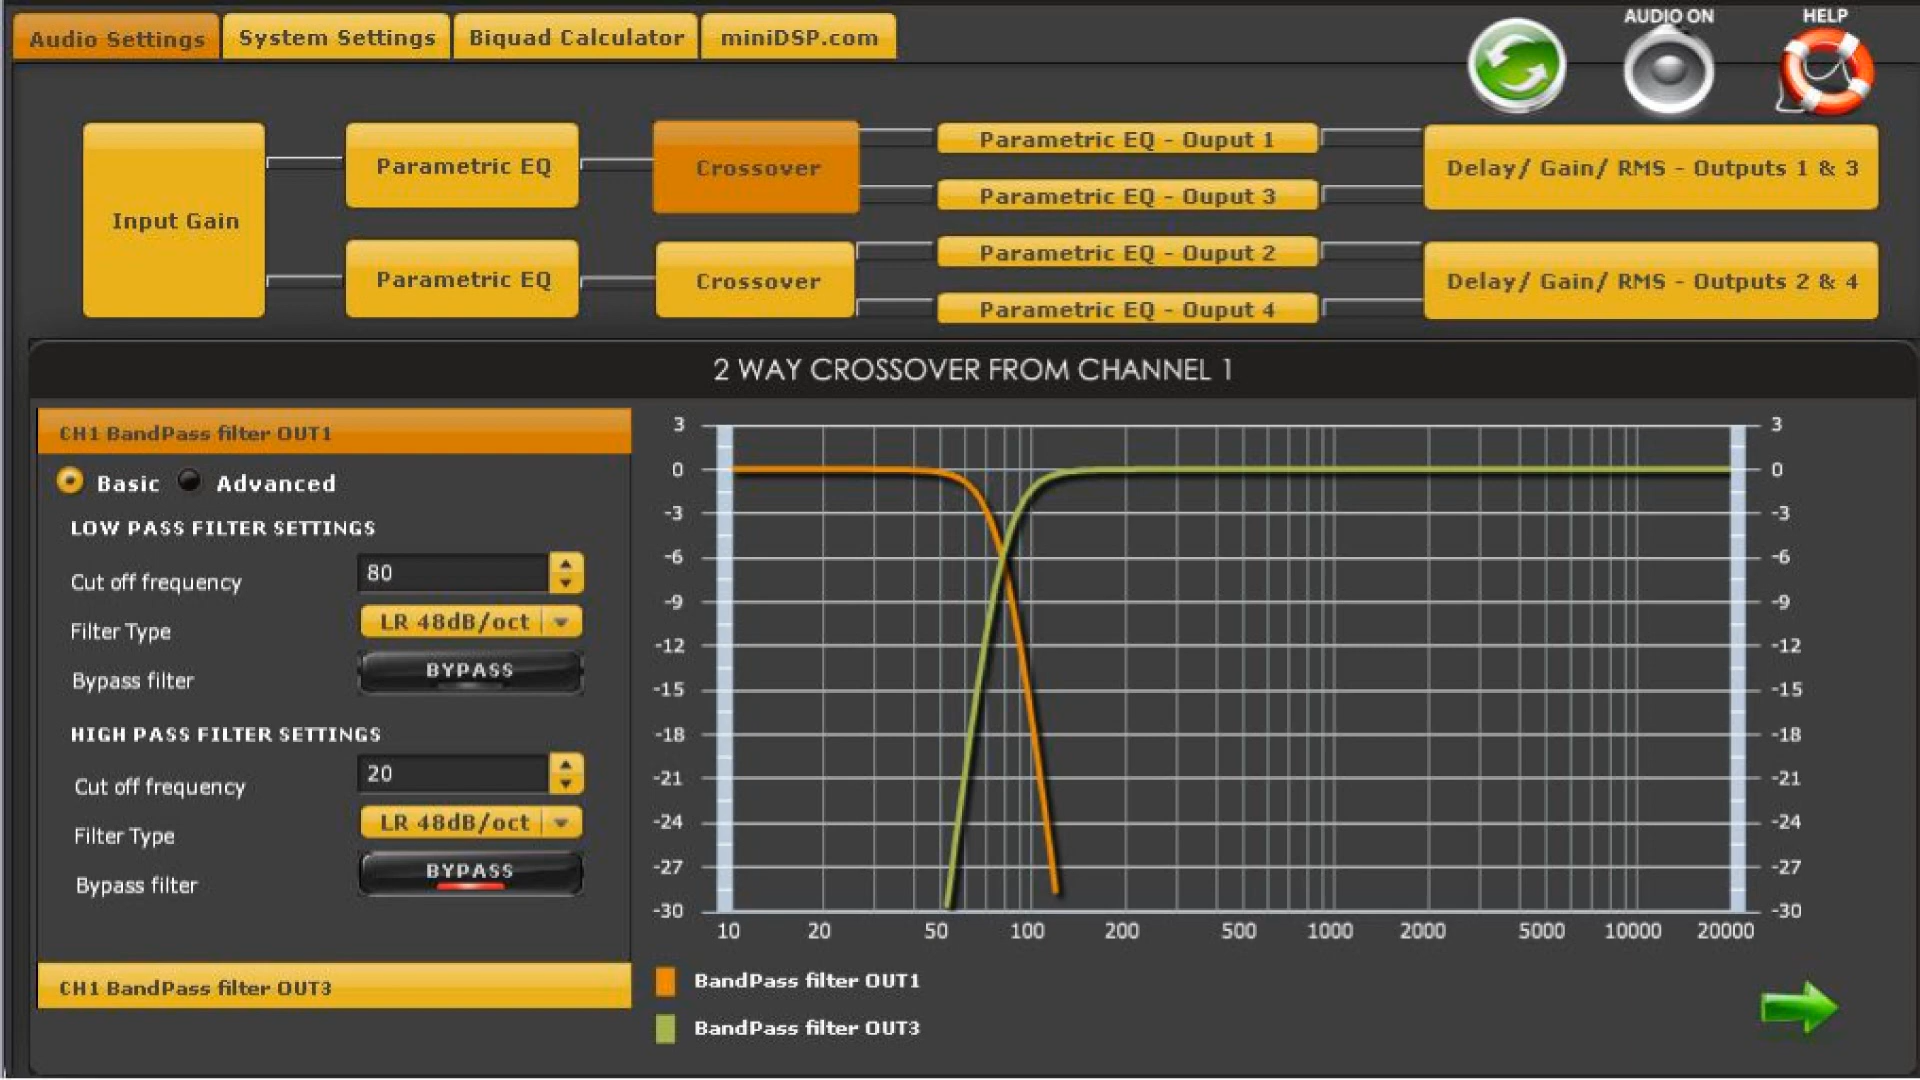 Audio Settings System Settings Biquad Calculator miniDSP.com
AUDIO ON
HELP
Input Gain
Parametric EQ
Crossover
Parametric EQ - Ouput 1
Parametric EQ - Ouput 3
Delay/ Gain/ RMS - Outputs 1 & 3
Parametric EQ
Crossover
Parametric EQ - Ouput 2
Parametric EQ - Ouput 4
Delay/ Gain/ RMS - Outputs 2 & 4
2 WAY CROSSOVER FROM CHANNEL 1
CH1 BandPass filter OUT1
Basic Advanced
LOW PASS FILTER SETTINGS
Cut off frequency 80
Filter Type LR 48dB/oct
Bypass filter BYPASS
HIGH PASS FILTER SETTINGS
Cut off frequency 20
Filter Type LR 48dB/oct
Bypass filter BYPASS
CH1 BandPass filter OUT3
3 3
0 0
-3 -3
-6 -6
-9 -9
-12 -12
-15 -15
-18 -18
-21 -21
-24 -24
-27 -27
-30 -30
10 20 50 100 200 500 1000 2000 5000 10000 20000
BandPass filter OUT1
BandPass filter OUT3